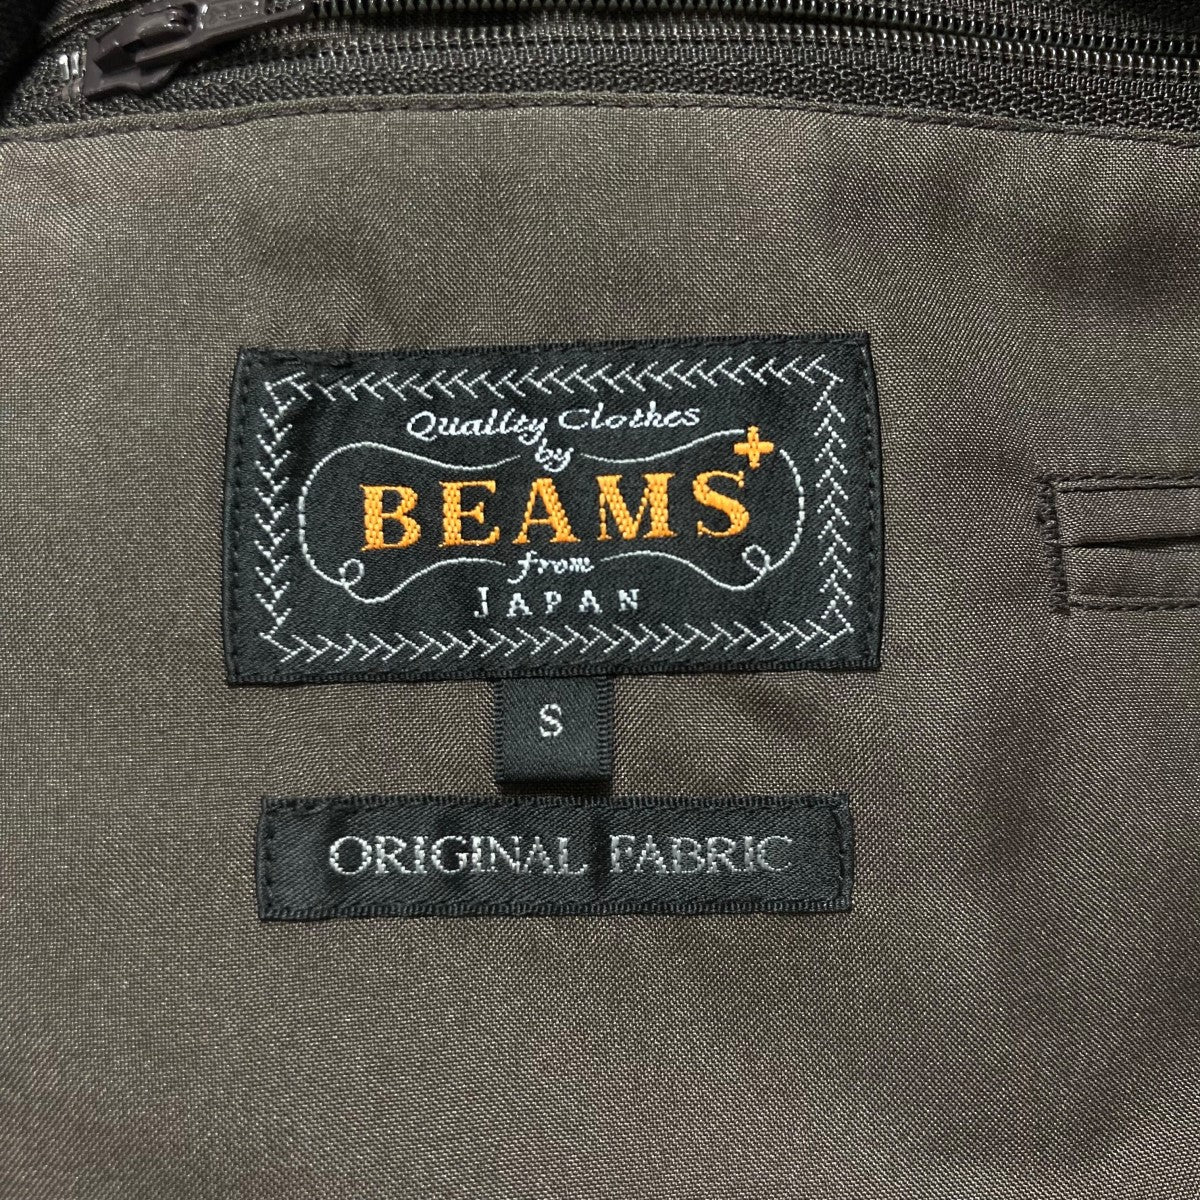 Quality Clothes
by
BEAMS+
from
JAPAN
S
ORIGINAL FABRIC